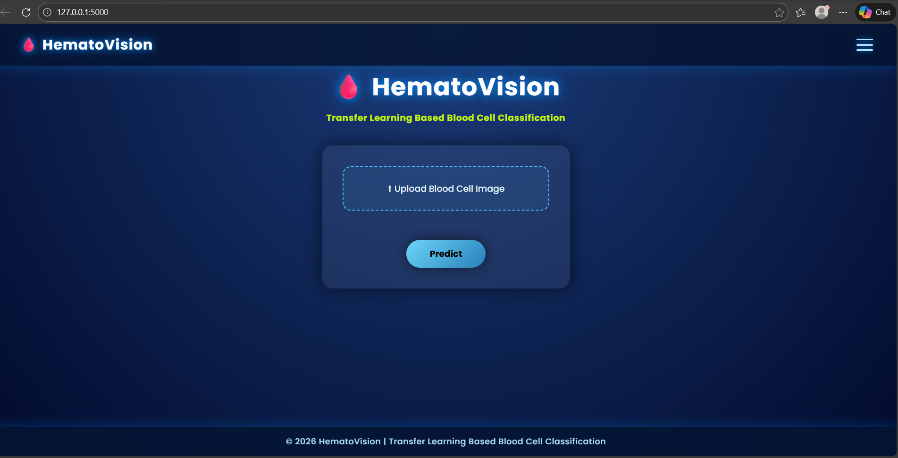 127.0.0.1:5000
Chat
HematoVision
HematoVision
Transfer Learning Based Blood Cell Classification
⬆ Upload Blood Cell Image
Predict
© 2026 HematoVision | Transfer Learning Based Blood Cell Classification